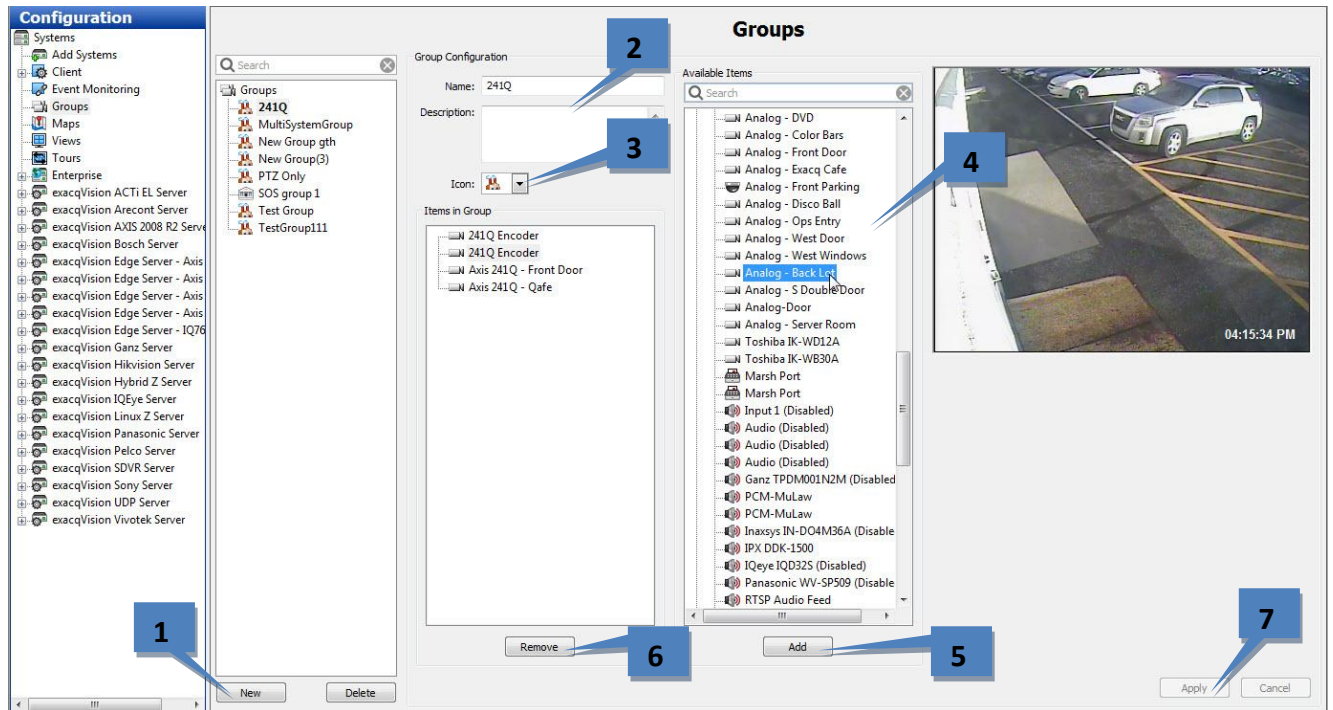 Configuration
Systems
Add Systems
Client
Event Monitoring
Groups
Maps
Views
Tours
Enterprise
exacqVision ACTi EL Server
exacqVision Arecont Server
exacqVision AXIS 2008 R2 Serve
exacqVision Bosch Server
exacqVision Edge Server - Axis
exacqVision Edge Server - Axis
exacqVision Edge Server - Axis
exacqVision Edge Server - Axis
exacqVision Edge Server - IQ76
exacqVision Ganz Server
exacqVision Hikvision Server
exacqVision Hybrid Z Server
exacqVision IQEye Server
exacqVision Linux Z Server
exacqVision Panasonic Server
exacqVision Pelco Server
exacqVision SDVR Server
exacqVision Sony Server
exacqVision UDP Server
exacqVision Vivotek Server
Groups
Search
Groups
241Q
MultiSystemGroup
New Group gth
New Group(3)
PTZ Only
SOS group 1
Test Group
TestGroup111
1
New
Delete
Group Configuration
2
Name: 241Q
Description:
3
Icon:
Items in Group
241Q Encoder
241Q Encoder
Axis 241Q - Front Door
Axis 241Q - Qafe
Remove
6
Available Items
Search
Analog - DVD
Analog - Color Bars
Analog - Front Door
Analog - Exacq Cafe
Analog - Front Parking
Analog - Disco Ball
Analog - Ops Entry
Analog - West Door
Analog - West Windows
Analog - Back Lot
Analog - S Double Door
Analog-Door
Analog - Server Room
Toshiba IK-WD12A
Toshiba IK-WB30A
Marsh Port
Marsh Port
Input 1 (Disabled)
Audio (Disabled)
Audio (Disabled)
Audio (Disabled)
Ganz TPDM001N2M (Disabled
PCM-MuLaw
PCM-MuLaw
Inaxsys IN-DO4M36A (Disable
IPX DDK-1500
IQeye IQD32S (Disabled)
Panasonic WV-SP509 (Disable
RTSP Audio Feed
4
Add
5
04:15:34 PM
7
Apply
Cancel